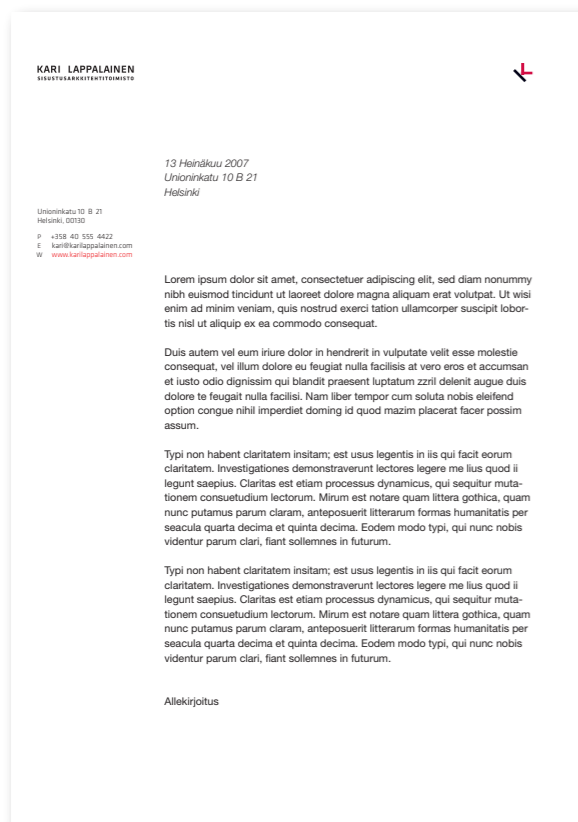 KARI LAPPALAINEN
SISUSTUSARKKITEHTITOIMISTO
13 Heinäkuu 2007
Unioninkatu 10 B 21
Helsinki
Unioninkatu 10 B 21
Helsinki, 00130
P +358 40 555 4422
E kari@karilappalainen.com
W www.karilappalainen.com
Lorem ipsum dolor sit amet, consectetuer adipiscing elit, sed diam nonummy
nibh euismod tincidunt ut laoreet dolore magna aliquam erat volutpat. Ut wisi
enim ad minim veniam, quis nostrud exerci tation ullamcorper suscipit lobor-
tis nisl ut aliquip ex ea commodo consequat.
Duis autem vel eum iriure dolor in hendrerit in vulputate velit esse molestie
consequat, vel illum dolore eu feugiat nulla facilisis at vero eros et accumsan
et iusto odio dignissim qui blandit praesent luptatum zzril delenit augue duis
dolore te feugait nulla facilisi. Nam liber tempor cum soluta nobis eleifend
option congue nihil imperdiet doming id quod mazim placerat facer possim
assum.
Typi non habent claritatem insitam; est usus legentis in iis qui facit eorum
claritatem. Investigationes demonstraverunt lectores legere me lius quod ii
legunt saepius. Claritas est etiam processus dynamicus, qui sequitur muta-
tionem consuetudium lectorum. Mirum est notare quam littera gothica, quam
nunc putamus parum claram, anteposuerit litterarum formas humanitatis per
seacula quarta decima et quinta decima. Eodem modo typi, qui nunc nobis
videntur parum clari, fiant sollemnes in futurum.
Typi non habent claritatem insitam; est usus legentis in iis qui facit eorum
claritatem. Investigationes demonstraverunt lectores legere me lius quod ii
legunt saepius. Claritas est etiam processus dynamicus, qui sequitur muta-
tionem consuetudium lectorum. Mirum est notare quam littera gothica, quam
nunc putamus parum claram, anteposuerit litterarum formas humanitatis per
seacula quarta decima et quinta decima. Eodem modo typi, qui nunc nobis
videntur parum clari, fiant sollemnes in futurum.
Allekirjoitus